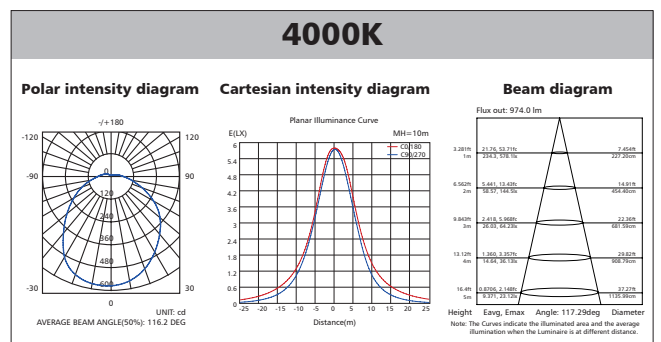 4000K
Polar intensity diagram
Cartesian intensity diagram
Beam diagram
-/+180
-120
120
-90
90
-30
30
0
0
120
240
360
480
600
UNIT: cd
AVERAGE BEAM ANGLE(50%): 116.2 DEG
Planar Illuminance Curve
E(LX)
MH=10m
C0/180
C90/270
6
5.4
4.8
4.2
3.6
3
2.4
1.8
1.2
0.6
0
-25 -20 -15 -10 -5 0 5 10 15 20 25
Distance(m)
Flux out: 974.0 lm
3.281ft 21.76, 53.71fc 7.454ft
1m 234.3, 578.1lx 227.20cm
6.562ft 5.441, 13.43fc 14.91ft
2m 58.57, 144.5lx 454.40cm
9.842ft 2.418, 5.968fc 22.36ft
3m 26.03, 64.23lx 681.59cm
13.12ft 1.360, 3.357fc 29.82ft
4m 14.64, 36.13lx 908.79cm
16.4ft 0.8706, 2.148fc 37.27ft
5m 9.371, 23.12lx 1135.99cm
Height Eavg, Emax Angle: 117.29deg Diameter
Note: The Curves indicate the illuminated area and the average
illumination when the Luminaire is at different distance.